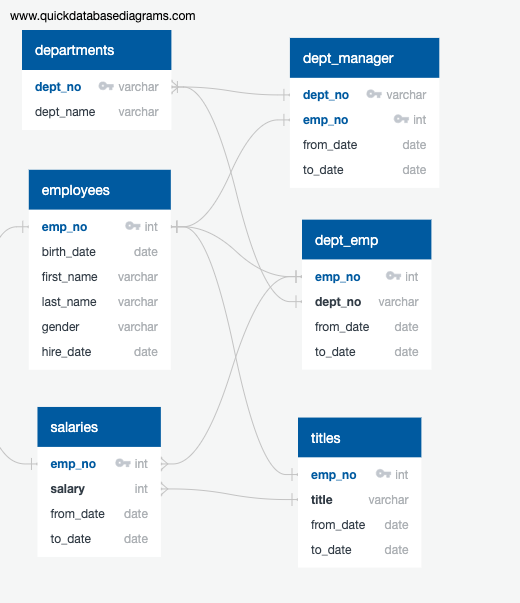 www.quickdatabasediagrams.com
departments
dept_no varchar
dept_name varchar
dept_manager
dept_no varchar
emp_no int
from_date date
to_date date
employees
emp_no int
birth_date date
first_name varchar
last_name varchar
gender varchar
hire_date date
dept_emp
emp_no int
dept_no varchar
from_date date
to_date date
salaries
emp_no int
salary int
from_date date
to_date date
titles
emp_no int
title varchar
from_date date
to_date date